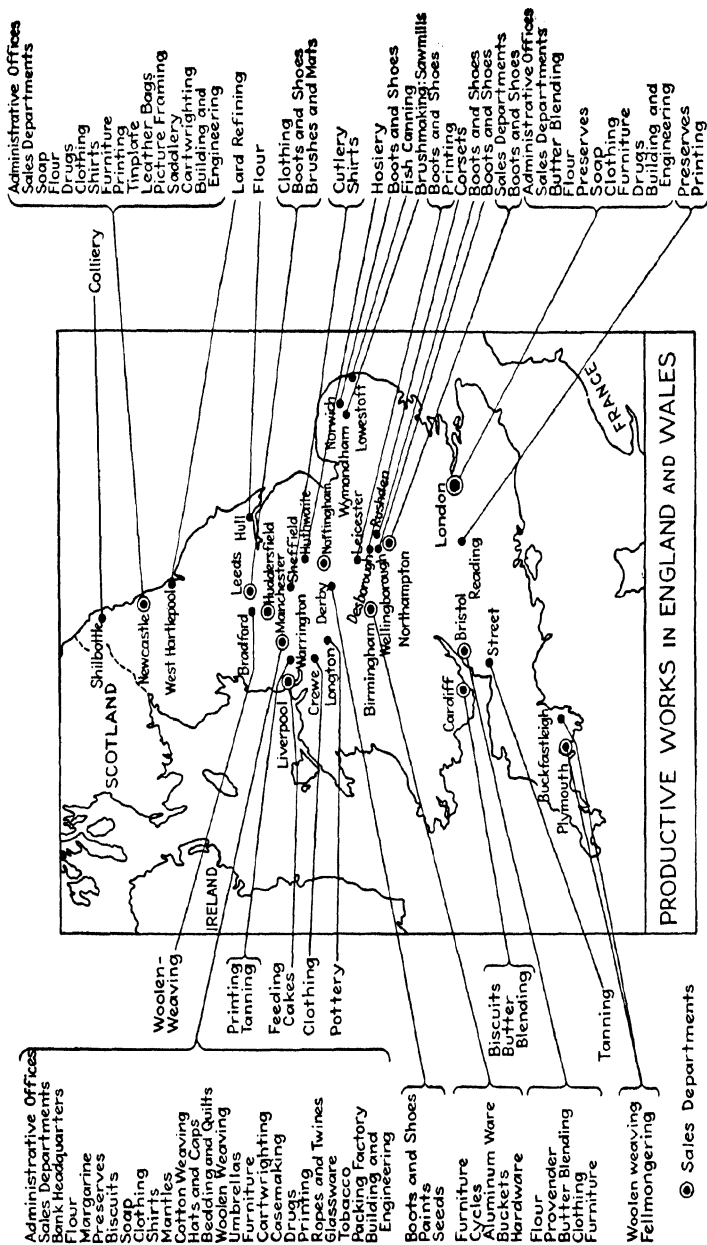 Administrative Offices
Sales Departments
Bank Headquarters
Flour
Margarine
Preserves
Biscuits
Soap
Clothing
Shirts
Mantles
Cotton Weaving
Hats and Caps
Bedding and Quilts
Woolen Weaving
Umbrellas
Furniture
Cartwrighting
Casemaking
Drugs
Printing
Ropes and Twines
Glassware
Tobacco
Packing Factory
Building and
Engineering
Boots and Shoes
Paints
Seeds
Furniture
Cycles
Aluminum Ware
Buckets
Hardware
Flour
Provender
Butter Blending
Clothing
Furniture
Woolen weaving
Fellmongering
Woolen-
Weaving
Printing
Tanning
Feeding
Cakes
Clothing
Pottery
Biscuits
Butter
Blending
Tanning
Sales Departments
SCOTLAND
IRELAND
FRANCE
Shilbottle
Newcastle
West Hartlepool
Bradford
Leeds
Hull
Huddersfield
Manchester
Sheffield
Huthwaite
Liverpool
Warrington
Crewe
Longton
Derby
Nottingham
Norwich
Wymondham
Lowestoft
Leicester
Desborough
Rushden
Wellingborough
Birmingham
Northampton
Cardiff
Bristol
Reading
London
Street
Buckfastleigh
Plymouth
PRODUCTIVE WORKS IN ENGLAND AND WALES
Colliery
Administrative Offices
Sales Departments
Soap
Flour
Drugs
Clothing
Shirts
Furniture
Printing
Tinplate
Leather Bags
Picture Framing
Saddlery
Cartwrighting
Building and
Engineering
Lard Refining
Flour
Clothing
Boots and Shoes
Brushes and Mats
Cutlery
Shirts
Hosiery
Boots and Shoes
Fish Canning
Brushmaking: Sawmills
Boots and Shoes
Printing
Corsets
Boots and Shoes
Boots and Shoes
Sales Departments
Boots and Shoes
Administrative Offices
Sales Departments
Butter Blending
Flour
Preserves
Soap
Clothing
Furniture
Drugs
Building and
Engineering
Preserves
Printing